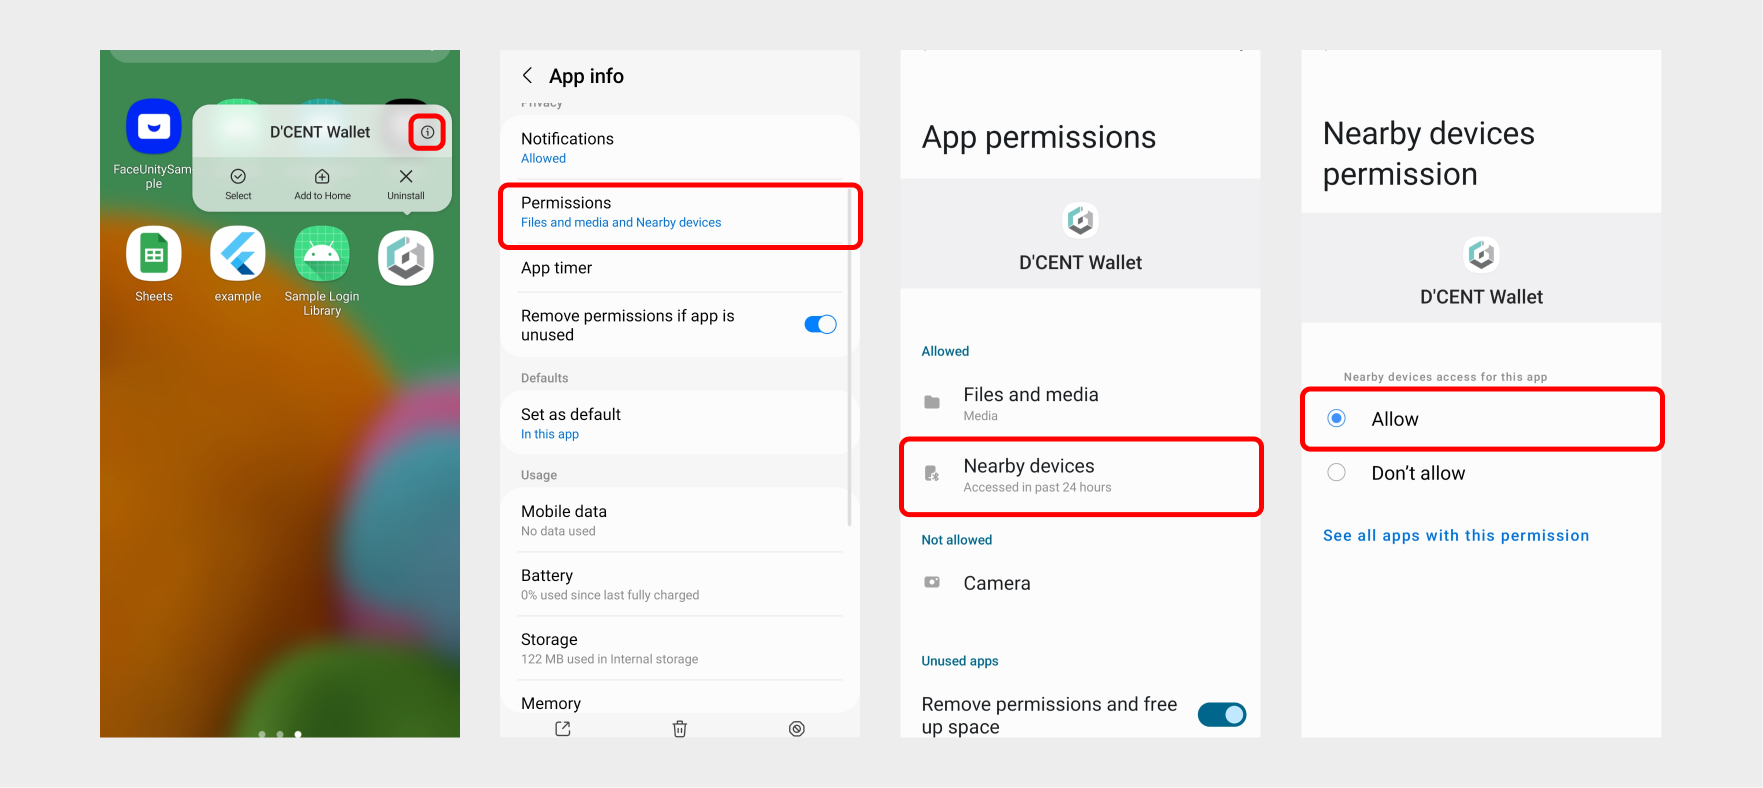 D'CENT Wallet
Select
Add to Home
Uninstall
FaceUnitySam
ple
Sheets
example
Sample Login
Library
App info
Privacy
Notifications
Allowed
Permissions
Files and media and Nearby devices
App timer
Remove permissions if app is
unused
Defaults
Set as default
In this app
Usage
Mobile data
No data used
Battery
0% used since last fully charged
Storage
122 MB used in Internal storage
Memory
App permissions
D'CENT Wallet
Allowed
Files and media
Media
Nearby devices
Accessed in past 24 hours
Not allowed
Camera
Unused apps
Remove permissions and free
up space
Nearby devices
permission
D'CENT Wallet
Nearby devices access for this app
Allow
Don't allow
See all apps with this permission